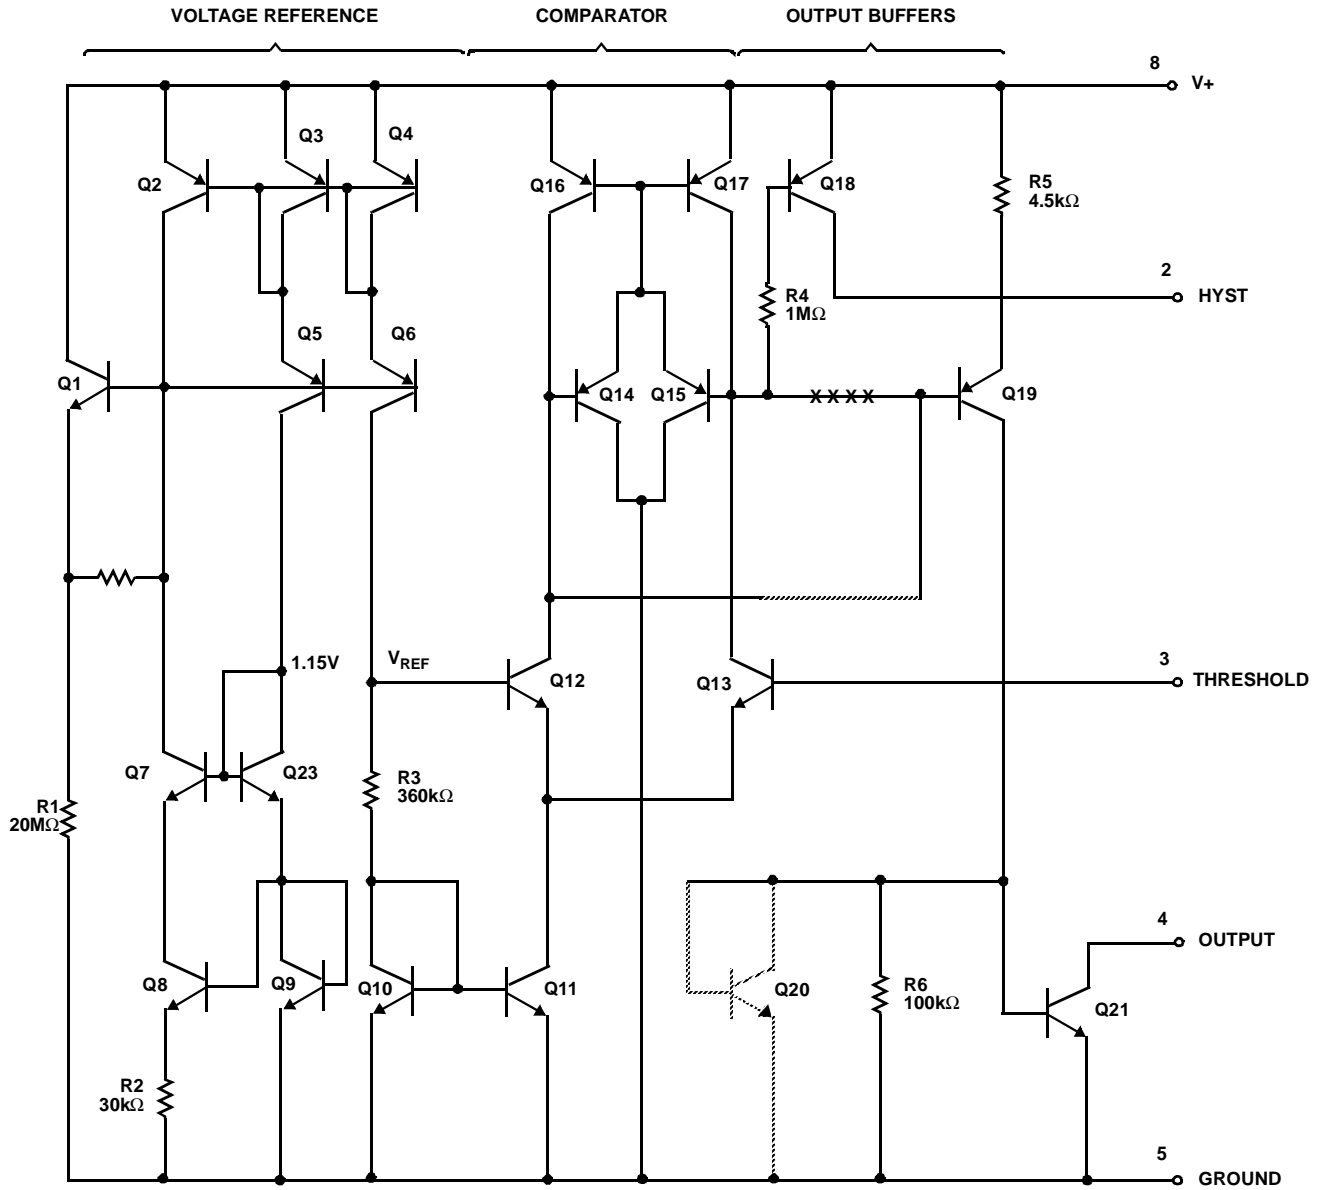 VOLTAGE REFERENCE
COMPARATOR
OUTPUT BUFFERS
8
V+
Q3
Q4
Q2
Q16
Q17
Q18
R5
4.5kΩ
2
HYST
R4
1MΩ
Q5
Q6
Q1
Q14
Q15
X X X X
Q19
1.15V
VREF
Q12
Q13
3
THRESHOLD
Q7
Q23
R3
360kΩ
R1
20MΩ
4
OUTPUT
Q8
Q9
Q10
Q11
Q20
R6
100kΩ
Q21
R2
30kΩ
5
GROUND